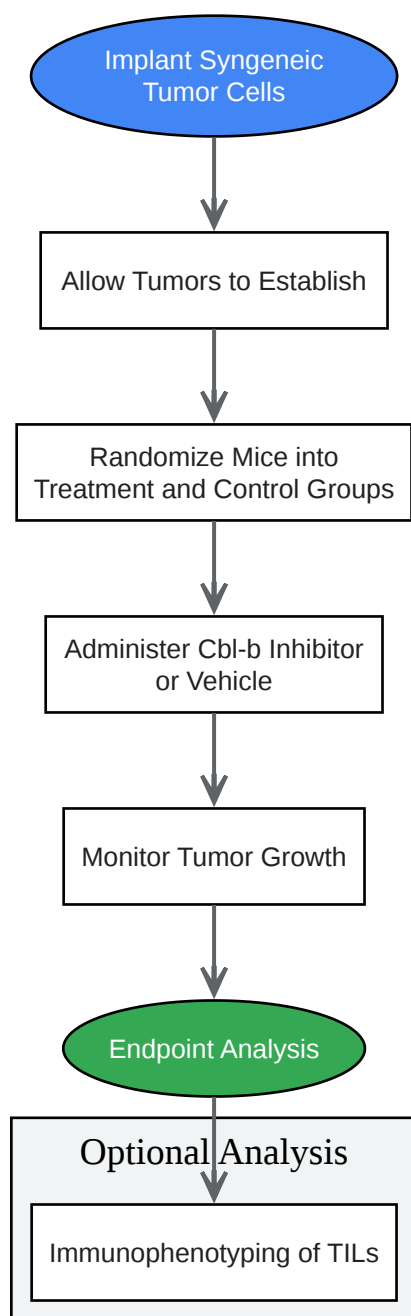 Implant Syngeneic
Tumor Cells
Allow Tumors to Establish
Randomize Mice into
Treatment and Control Groups
Administer Cbl-b Inhibitor
or Vehicle
Monitor Tumor Growth
Endpoint Analysis
Optional Analysis
Immunophenotyping of TILs